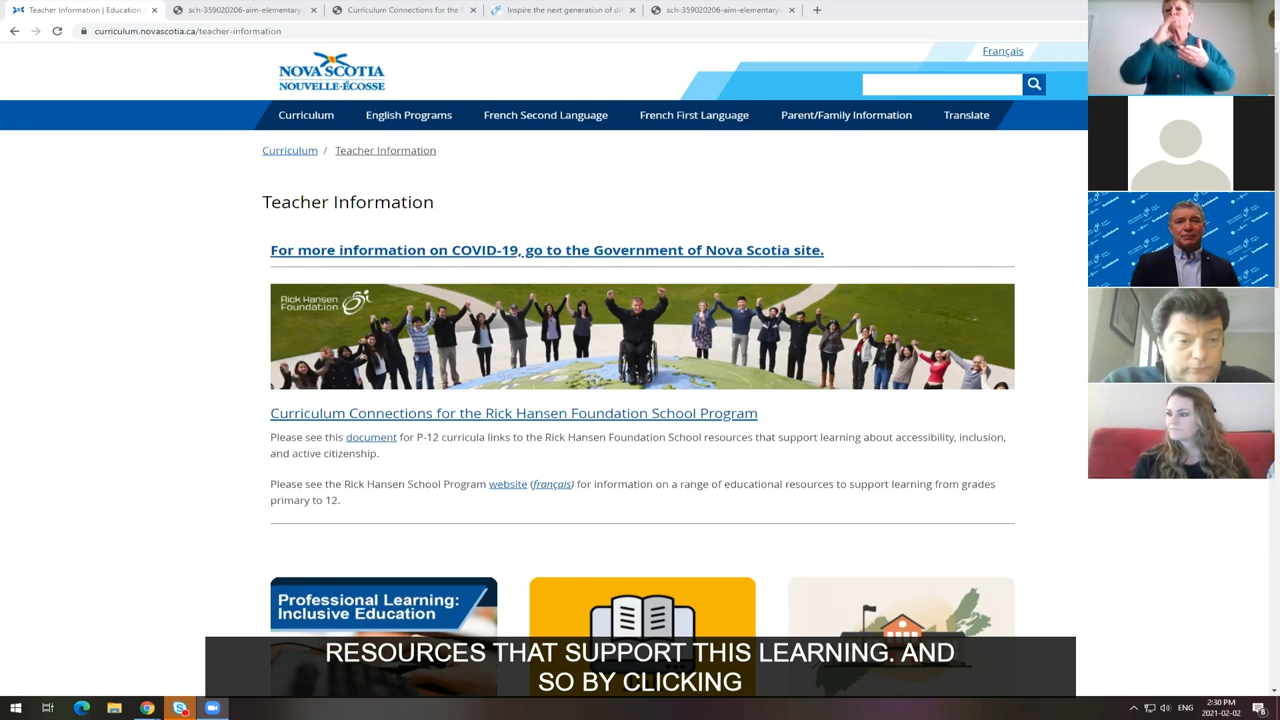 Teacher Information | Education
sch-359020206-aim-elementary-
Curriculum Connections for the
Inspire the next generation of di
sch-359020206-aim-elementary-
curriculum.novascotia.ca/teacher-information
Français
NOVA SCOTIA
NOUVELLE-ÉCOSSE
Curriculum
English Programs
French Second Language
French First Language
Parent/Family Information
Translate
Curriculum / Teacher Information
Teacher Information
For more information on COVID-19, go to the Government of Nova Scotia site.
Rick Hansen
Foundation
Curriculum Connections for the Rick Hansen Foundation School Program
Please see this document for P-12 curricula links to the Rick Hansen Foundation School resources that support learning about accessibility, inclusion,
and active citizenship.
Please see the Rick Hansen School Program website (français) for information on a range of educational resources to support learning from grades
primary to 12.
Professional Learning:
Inclusive Education
RESOURCES THAT SUPPORT THIS LEARNING. AND
SO BY CLICKING
ENG
2:30 PM
2021-02-02